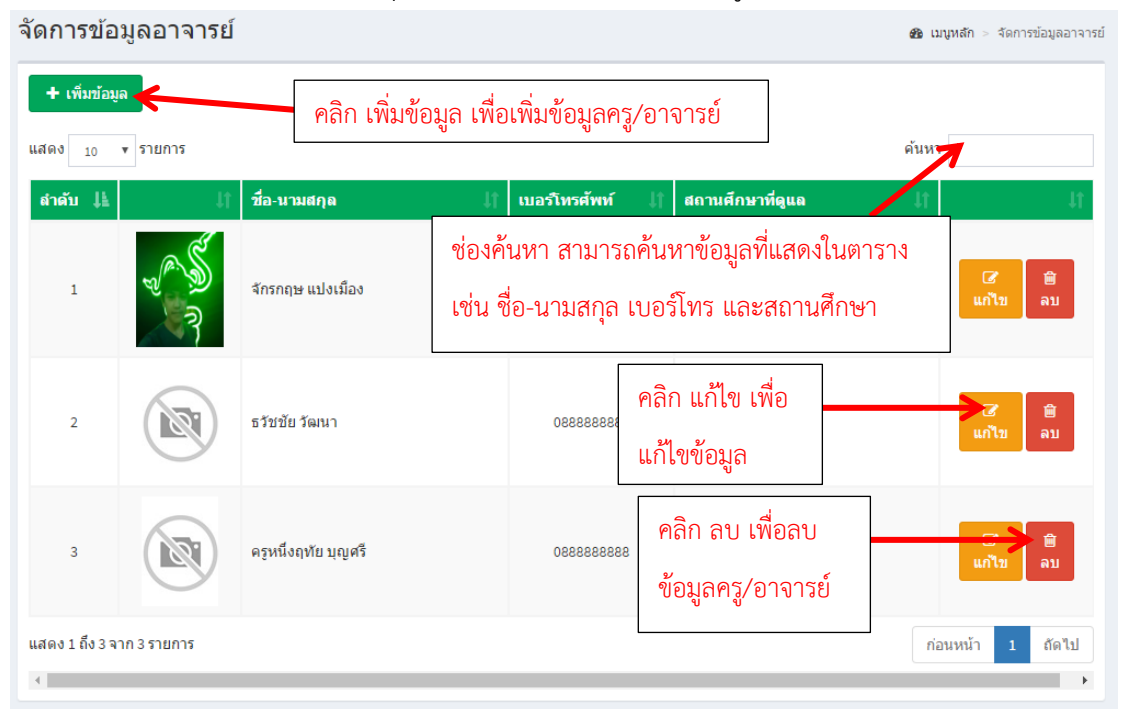 จัดการข้อมูลอาจารย์
เมนูหลัก > จัดการข้อมูลอาจารย์
+ เพิ่มข้อมูล
คลิก เพิ่มข้อมูล เพื่อเพิ่มข้อมูลครู/อาจารย์
แสดง 10 รายการ
ค้นหา
ลำดับ ชื่อ-นามสกุล เบอร์โทรศัพท์ สถานศึกษาที่ดูแล
ช่องค้นหา สามารถค้นหาข้อมูลที่แสดงในตาราง
เช่น ชื่อ-นามสกุล เบอร์โทร และสถานศึกษา
1 จักรกฤษ แปงเมือง
แก้ไข ลบ
คลิก แก้ไข เพื่อ
แก้ไขข้อมูล
2 ธวัชชัย วัฒนา
แก้ไข ลบ
คลิก ลบ เพื่อลบ
ข้อมูลครู/อาจารย์
3 ครูหนึ่งฤทัย บุญศรี 0888888888
แก้ไข ลบ
แสดง 1 ถึง 3 จาก 3 รายการ
ก่อนหน้า 1 ถัดไป